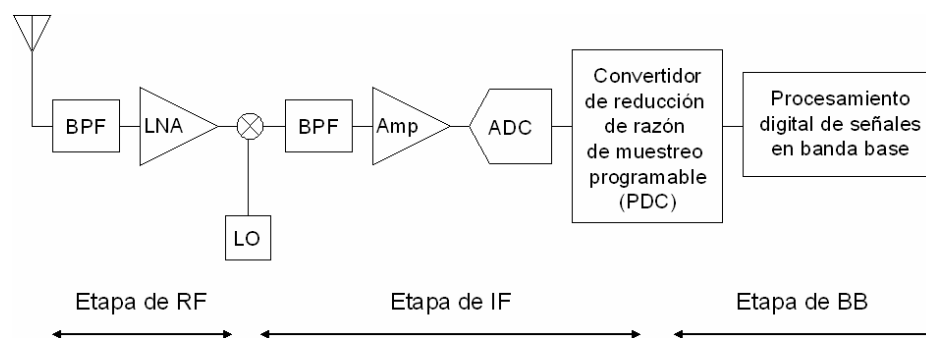 BPF
LNA
LO
BPF
Amp
ADC
Convertidor
de reducción
de razón
de muestreo
programable
(PDC)
Procesamiento
digital de señales
en banda base
Etapa de RF
Etapa de IF
Etapa de BB